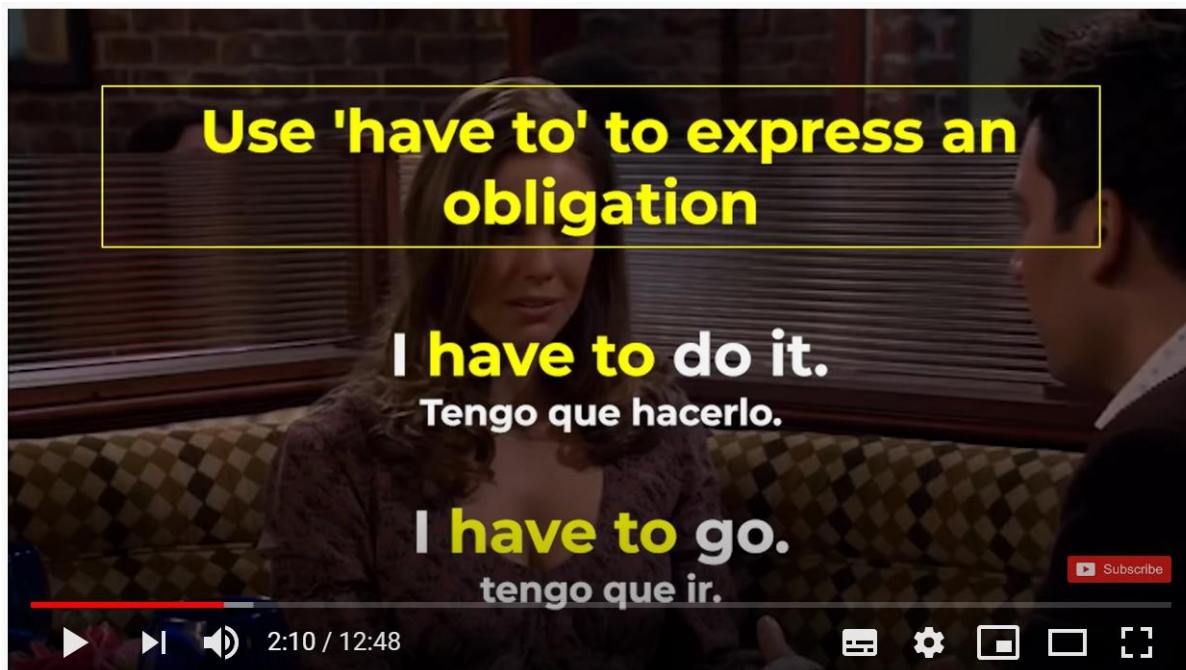 Use 'have to' to express an
obligation
I have to do it.
Tengo que hacerlo.
I have to go.
tengo que ir.
Subscribe
2:10 / 12:48